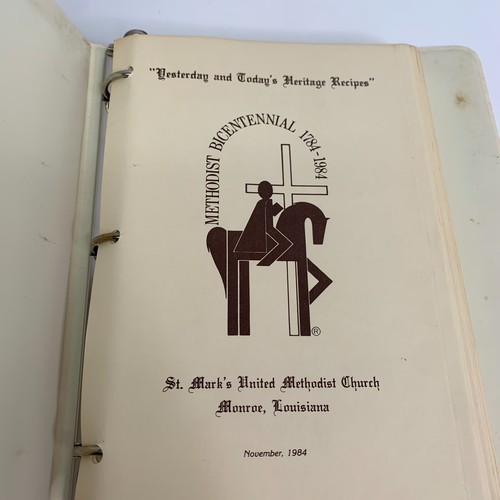 "Yesterday and Today's Heritage Recipes"
METHODIST BICENTENNIAL 1784-1984
®
St. Mark's United Methodist Church
Monroe, Louisiana
November, 1984